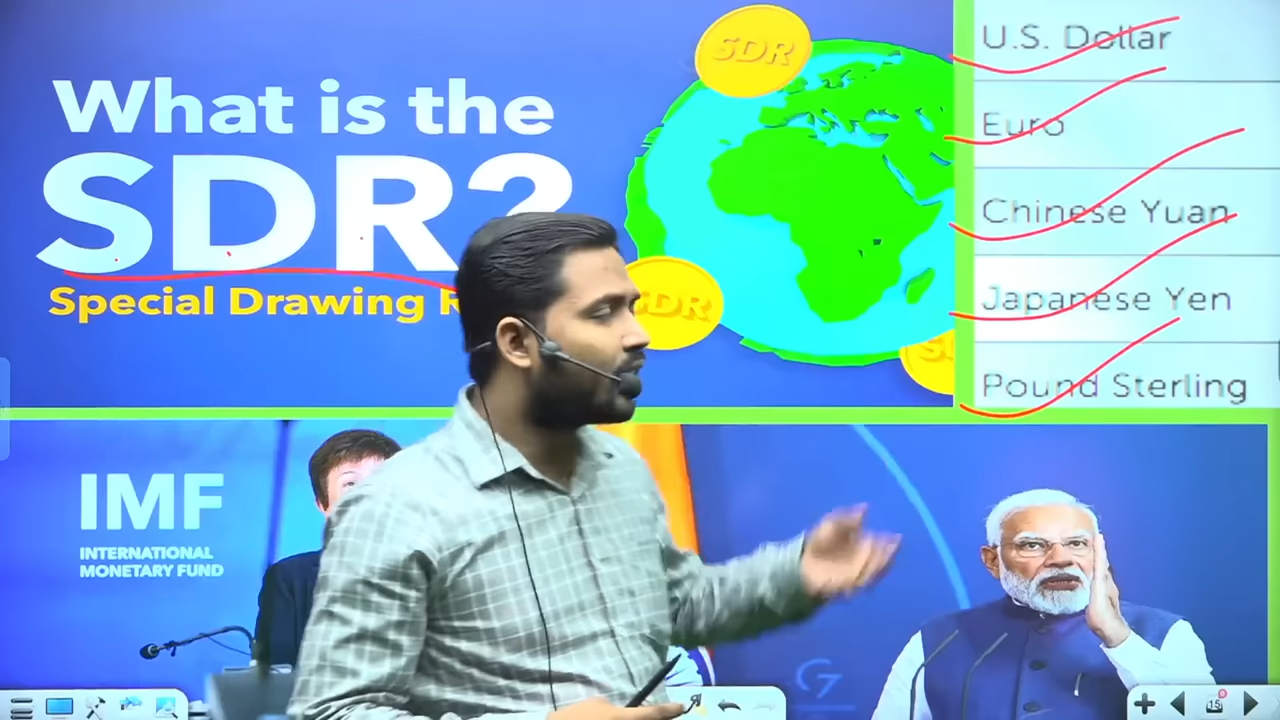 What is the
SDR?
Special Drawing R
SDR
SDR
U.S. Dollar
Euro
Chinese Yuan
Japanese Yen
Pound Sterling
IMF
INTERNATIONAL
MONETARY FUND
15